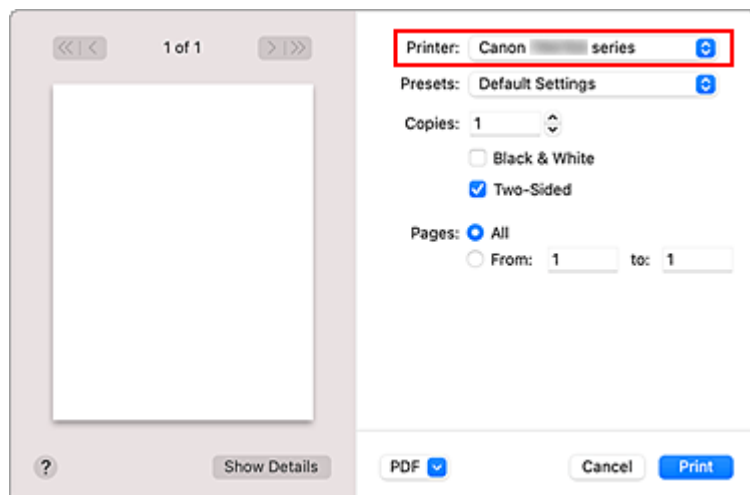 1 of 1
Printer: Canon series
Presets: Default Settings
Copies: 1
Black & White
Two-Sided
Pages: All
From: 1 to: 1
? Show Details PDF Cancel Print